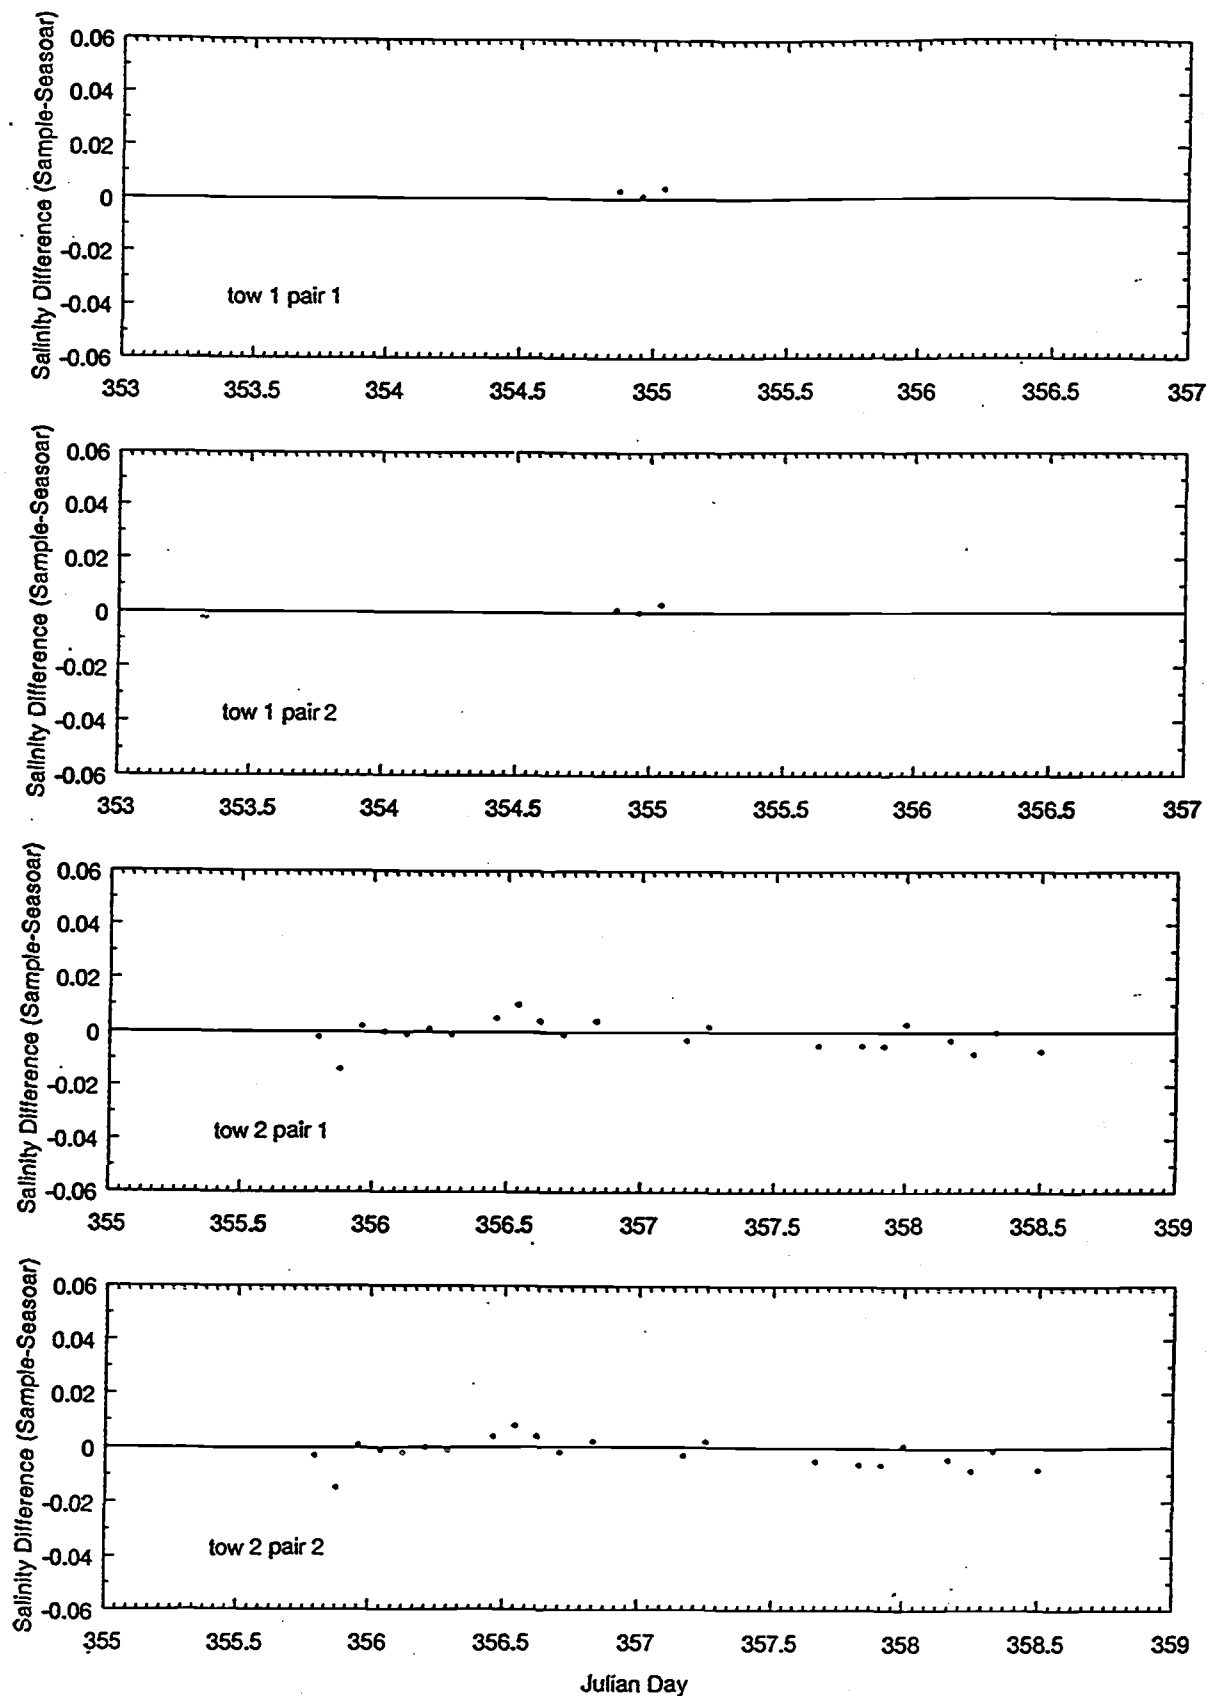 Salinity Difference (Sample-Seasoar)
0.06
0.04
0.02
0
-0.02
-0.04
-0.06
tow 1 pair 1
353 353.5 354 354.5 355 355.5 356 356.5 357
Salinity Difference (Sample-Seasoar)
0.06
0.04
0.02
0
-0.02
-0.04
-0.06
tow 1 pair 2
353 353.5 354 354.5 355 355.5 356 356.5 357
Salinity Difference (Sample-Seasoar)
0.06
0.04
0.02
0
-0.02
-0.04
-0.06
tow 2 pair 1
355 355.5 356 356.5 357 357.5 358 358.5 359
Salinity Difference (Sample-Seasoar)
0.06
0.04
0.02
0
-0.02
-0.04
-0.06
tow 2 pair 2
355 355.5 356 356.5 357 357.5 358 358.5 359
Julian Day